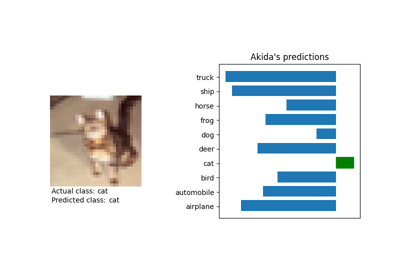 Akida's predictions
truck
ship
horse
frog
dog
deer
cat
bird
automobile
airplane
Actual class: cat
Predicted class: cat